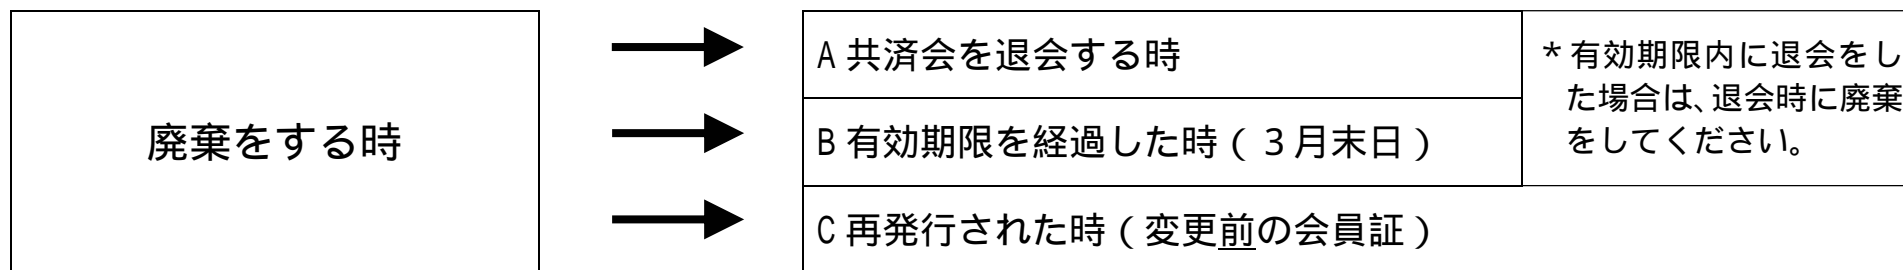 廃棄をする時
A 共済会を退会する時
B 有効期限を経過した時（３月末日）
C 再発行された時（変更前の会員証）
＊有効期限内に退会をし
た場合は、退会時に廃棄
をしてください。